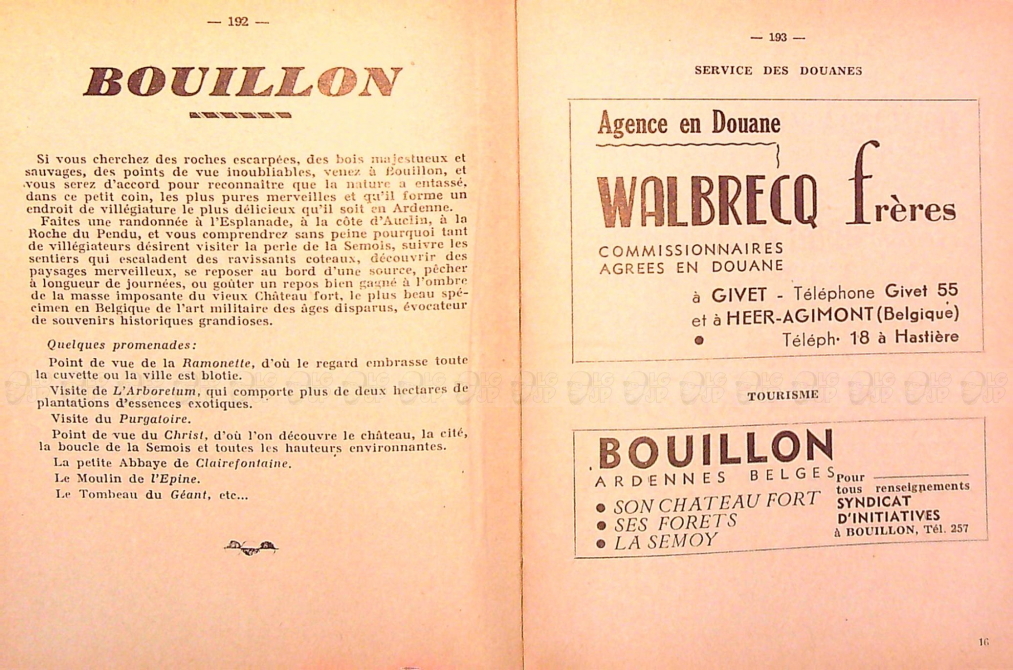 — 192 —
BOUILLON
Si vous cherchez des roches escarpées, des bois majestueux et
sauvages, des points de vue inoubliables, venez à Bouillon, et
vous serez d'accord pour reconnaitre que la nature a entassé,
dans ce petit coin, les plus pures merveilles et qu'il forme un
endroit de villégiature le plus délicieux qu'il soit en Ardenne.
Faites une randomée à l'Esplanade, à la côte d'Auclin, à la
Roche du Pendu, et vous comprendrez sans peine pourquoi tant
de villégiateurs désirent visiter la perle de la Semois, suivre les
sentiers qui escaladent des ravissants coteaux, découvrir des
paysages merveilleux, se reposer au bord d'une source, pêcher
à longueur de journées, ou goûter un repos bien gagné à l'ombre
de la masse imposante du vieux Château fort, le plus beau spé-
cimen en Belgique de l'art militaire des âges disparus, évocateur
de souvenirs historiques grandioses.
Quelques promenades:
Point de vue de la Ramonette, d'où le regard embrasse toute
la cuvette ou la ville est blotie.
Visite de L'Arboretum, qui comporte plus de deux hectares de
plantations d'essences exotiques.
Visite du Purgatoire.
Point de vue du Christ, d'où l'on découvre le château, la cité,
la boucle de la Semois et toutes les hauteurs environnantes.
La petite Abbaye de Clairefontaine.
Le Moulin de l'Epine.
Le Tombeau du Géant, etc...
— 193 —
SERVICE DES DOUANES
Agence en Douane
WALBRECQ frères
COMMISSIONNAIRES
AGREES EN DOUANE
à GIVET - Téléphone Givet 55
et à HEER-AGIMONT (Belgique)
● Téléph· 18 à Hastière
TOURISME
BOUILLON
ARDENNES BELGES
● SON CHATEAU FORT
● SES FORETS
● LA SEMOY
Pour
tous renseignements
SYNDICAT
D'INITIATIVES
à BOUILLON, Tél. 257
16